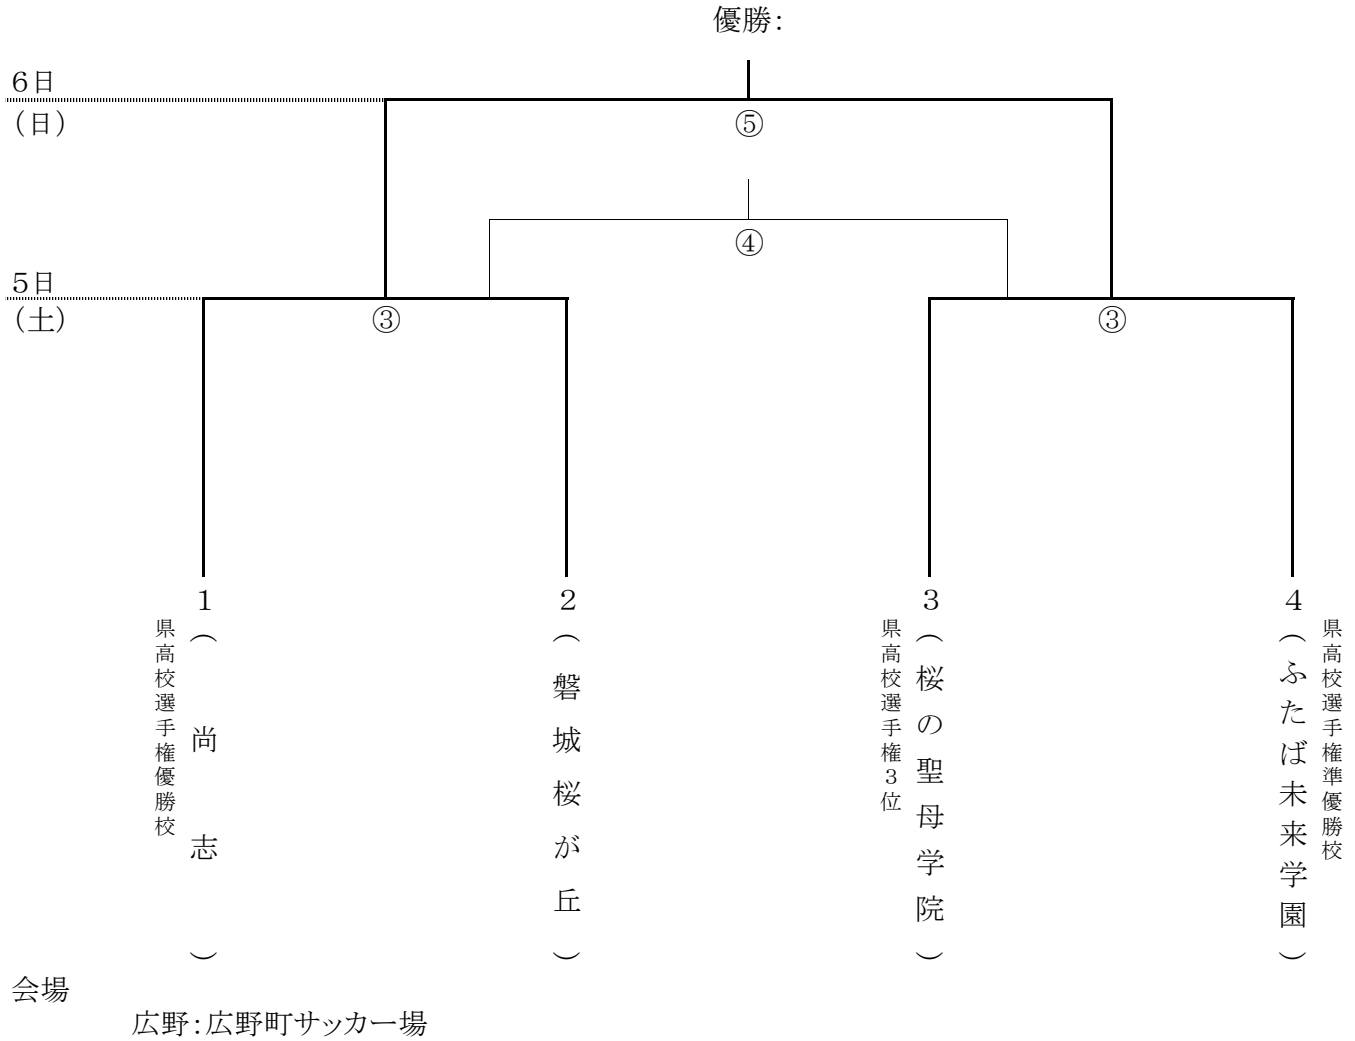 優勝：
６日
（日）
⑤
④
５日
（土）
③
③
１
県高校選手権優勝校
（尚志）
２
（磐城桜が丘）
３
県高校選手権３位
（桜の聖母学院）
４
県高校選手権準優勝校
（ふたば未来学園）
会場
広野：広野町サッカー場